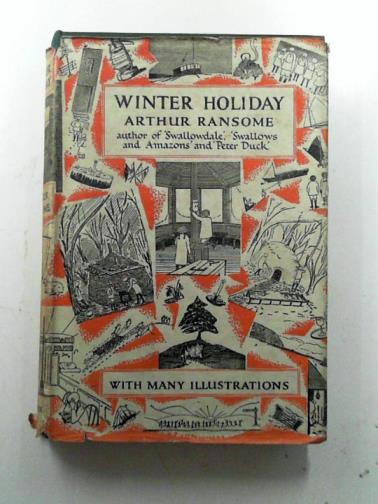 WINTER HOLIDAY
ARTHUR RANSOME
author of 'Swallowdale,' 'Swallows
and Amazons' and 'Peter Duck'
WITH MANY ILLUSTRATIONS